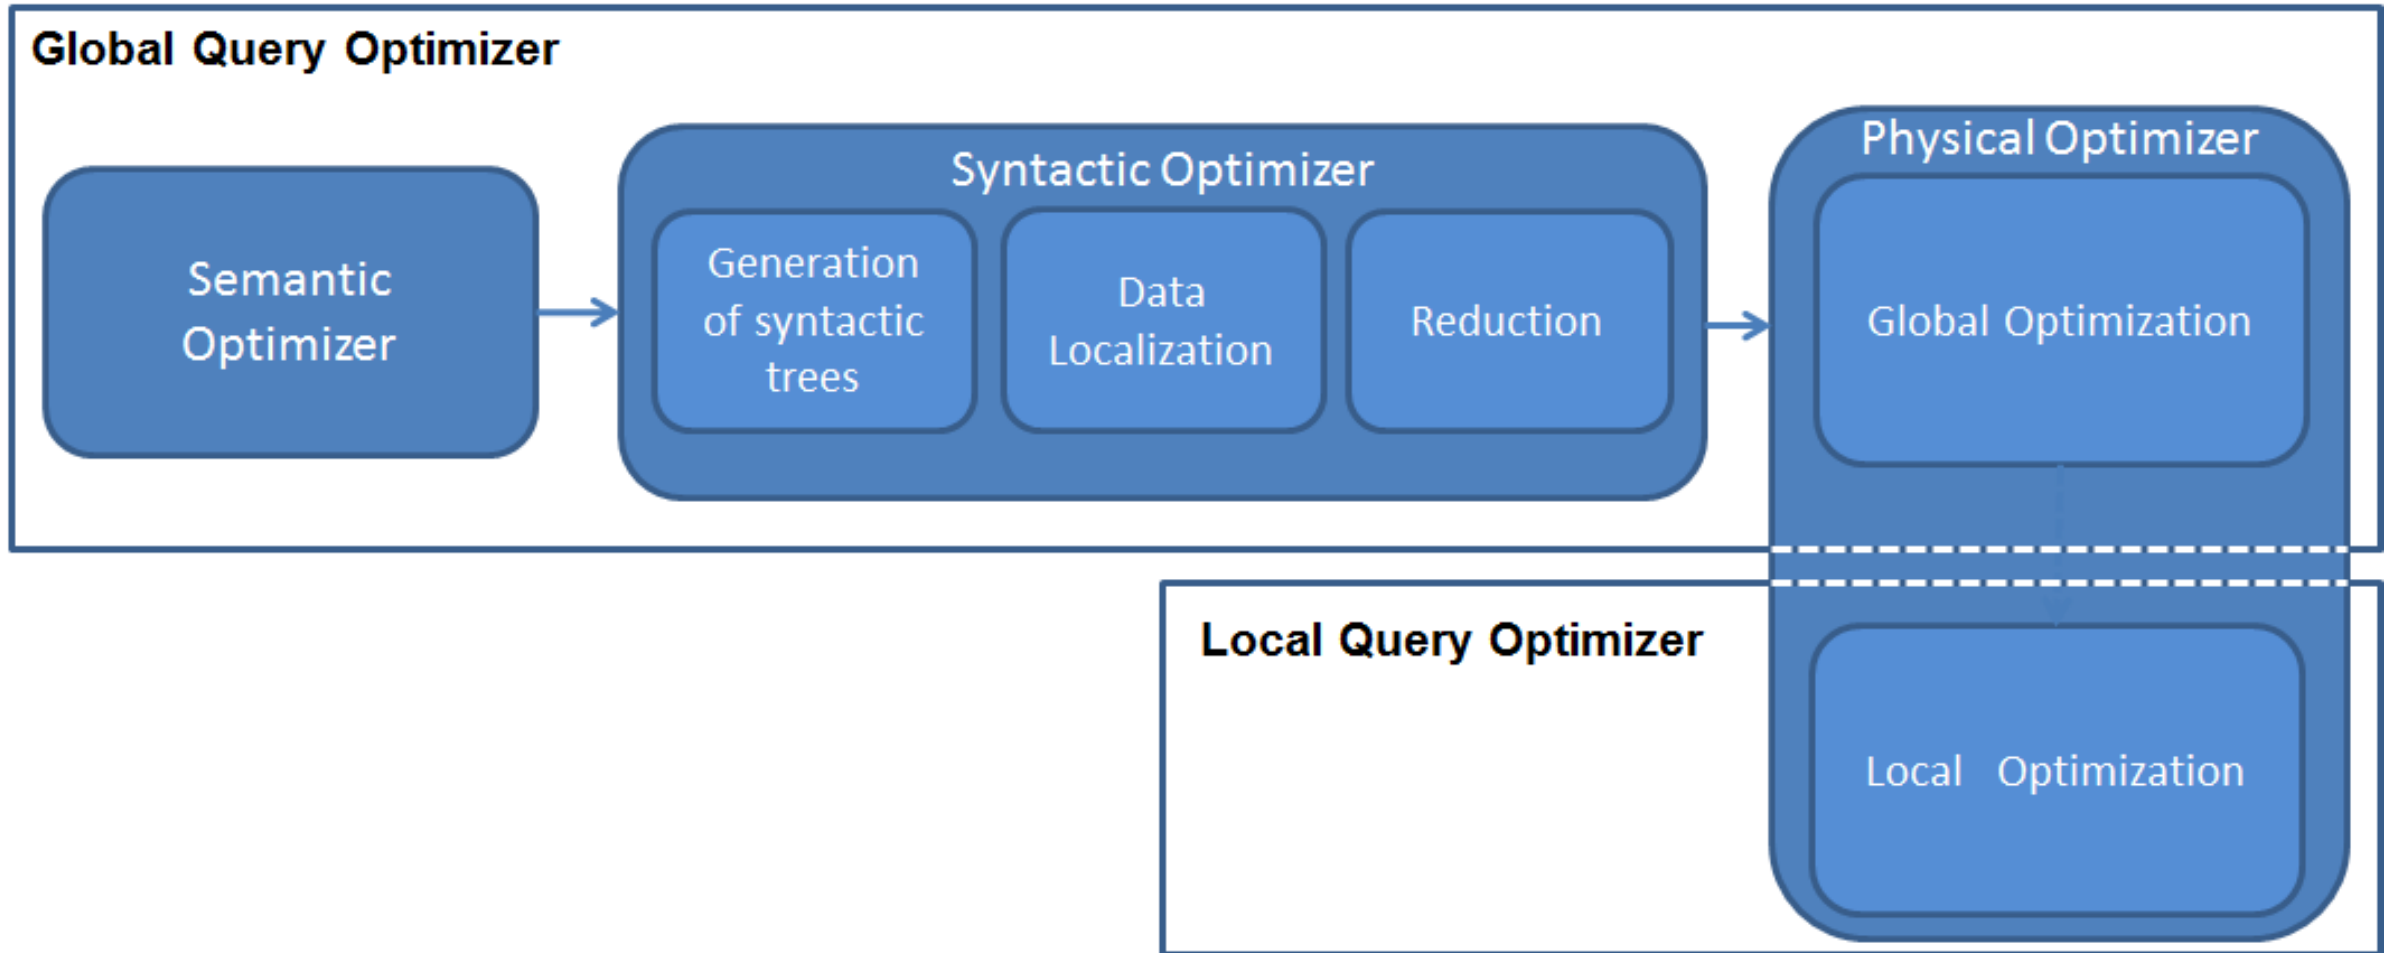 Global Query Optimizer
Semantic
Optimizer
Syntactic Optimizer
Generation
of syntactic
trees
Data
Localization
Reduction
Physical Optimizer
Global Optimization
Local Query Optimizer
Local Optimization